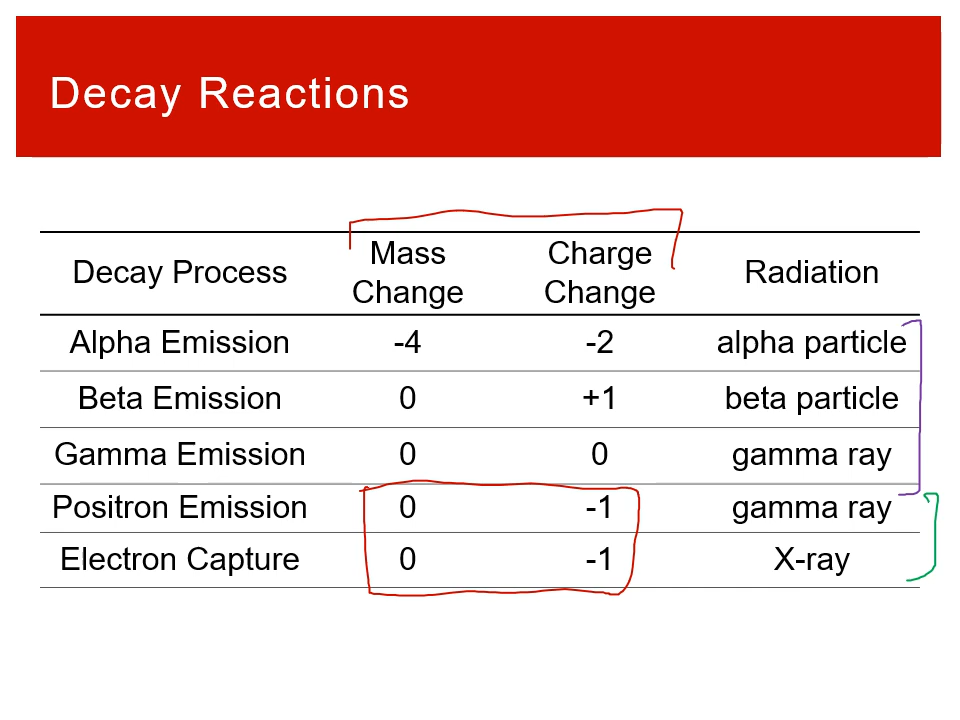 Decay Reactions
Decay Process Mass Change Charge Change Radiation
Alpha Emission -4 -2 alpha particle
Beta Emission 0 +1 beta particle
Gamma Emission 0 0 gamma ray
Positron Emission 0 -1 gamma ray
Electron Capture 0 -1 X-ray